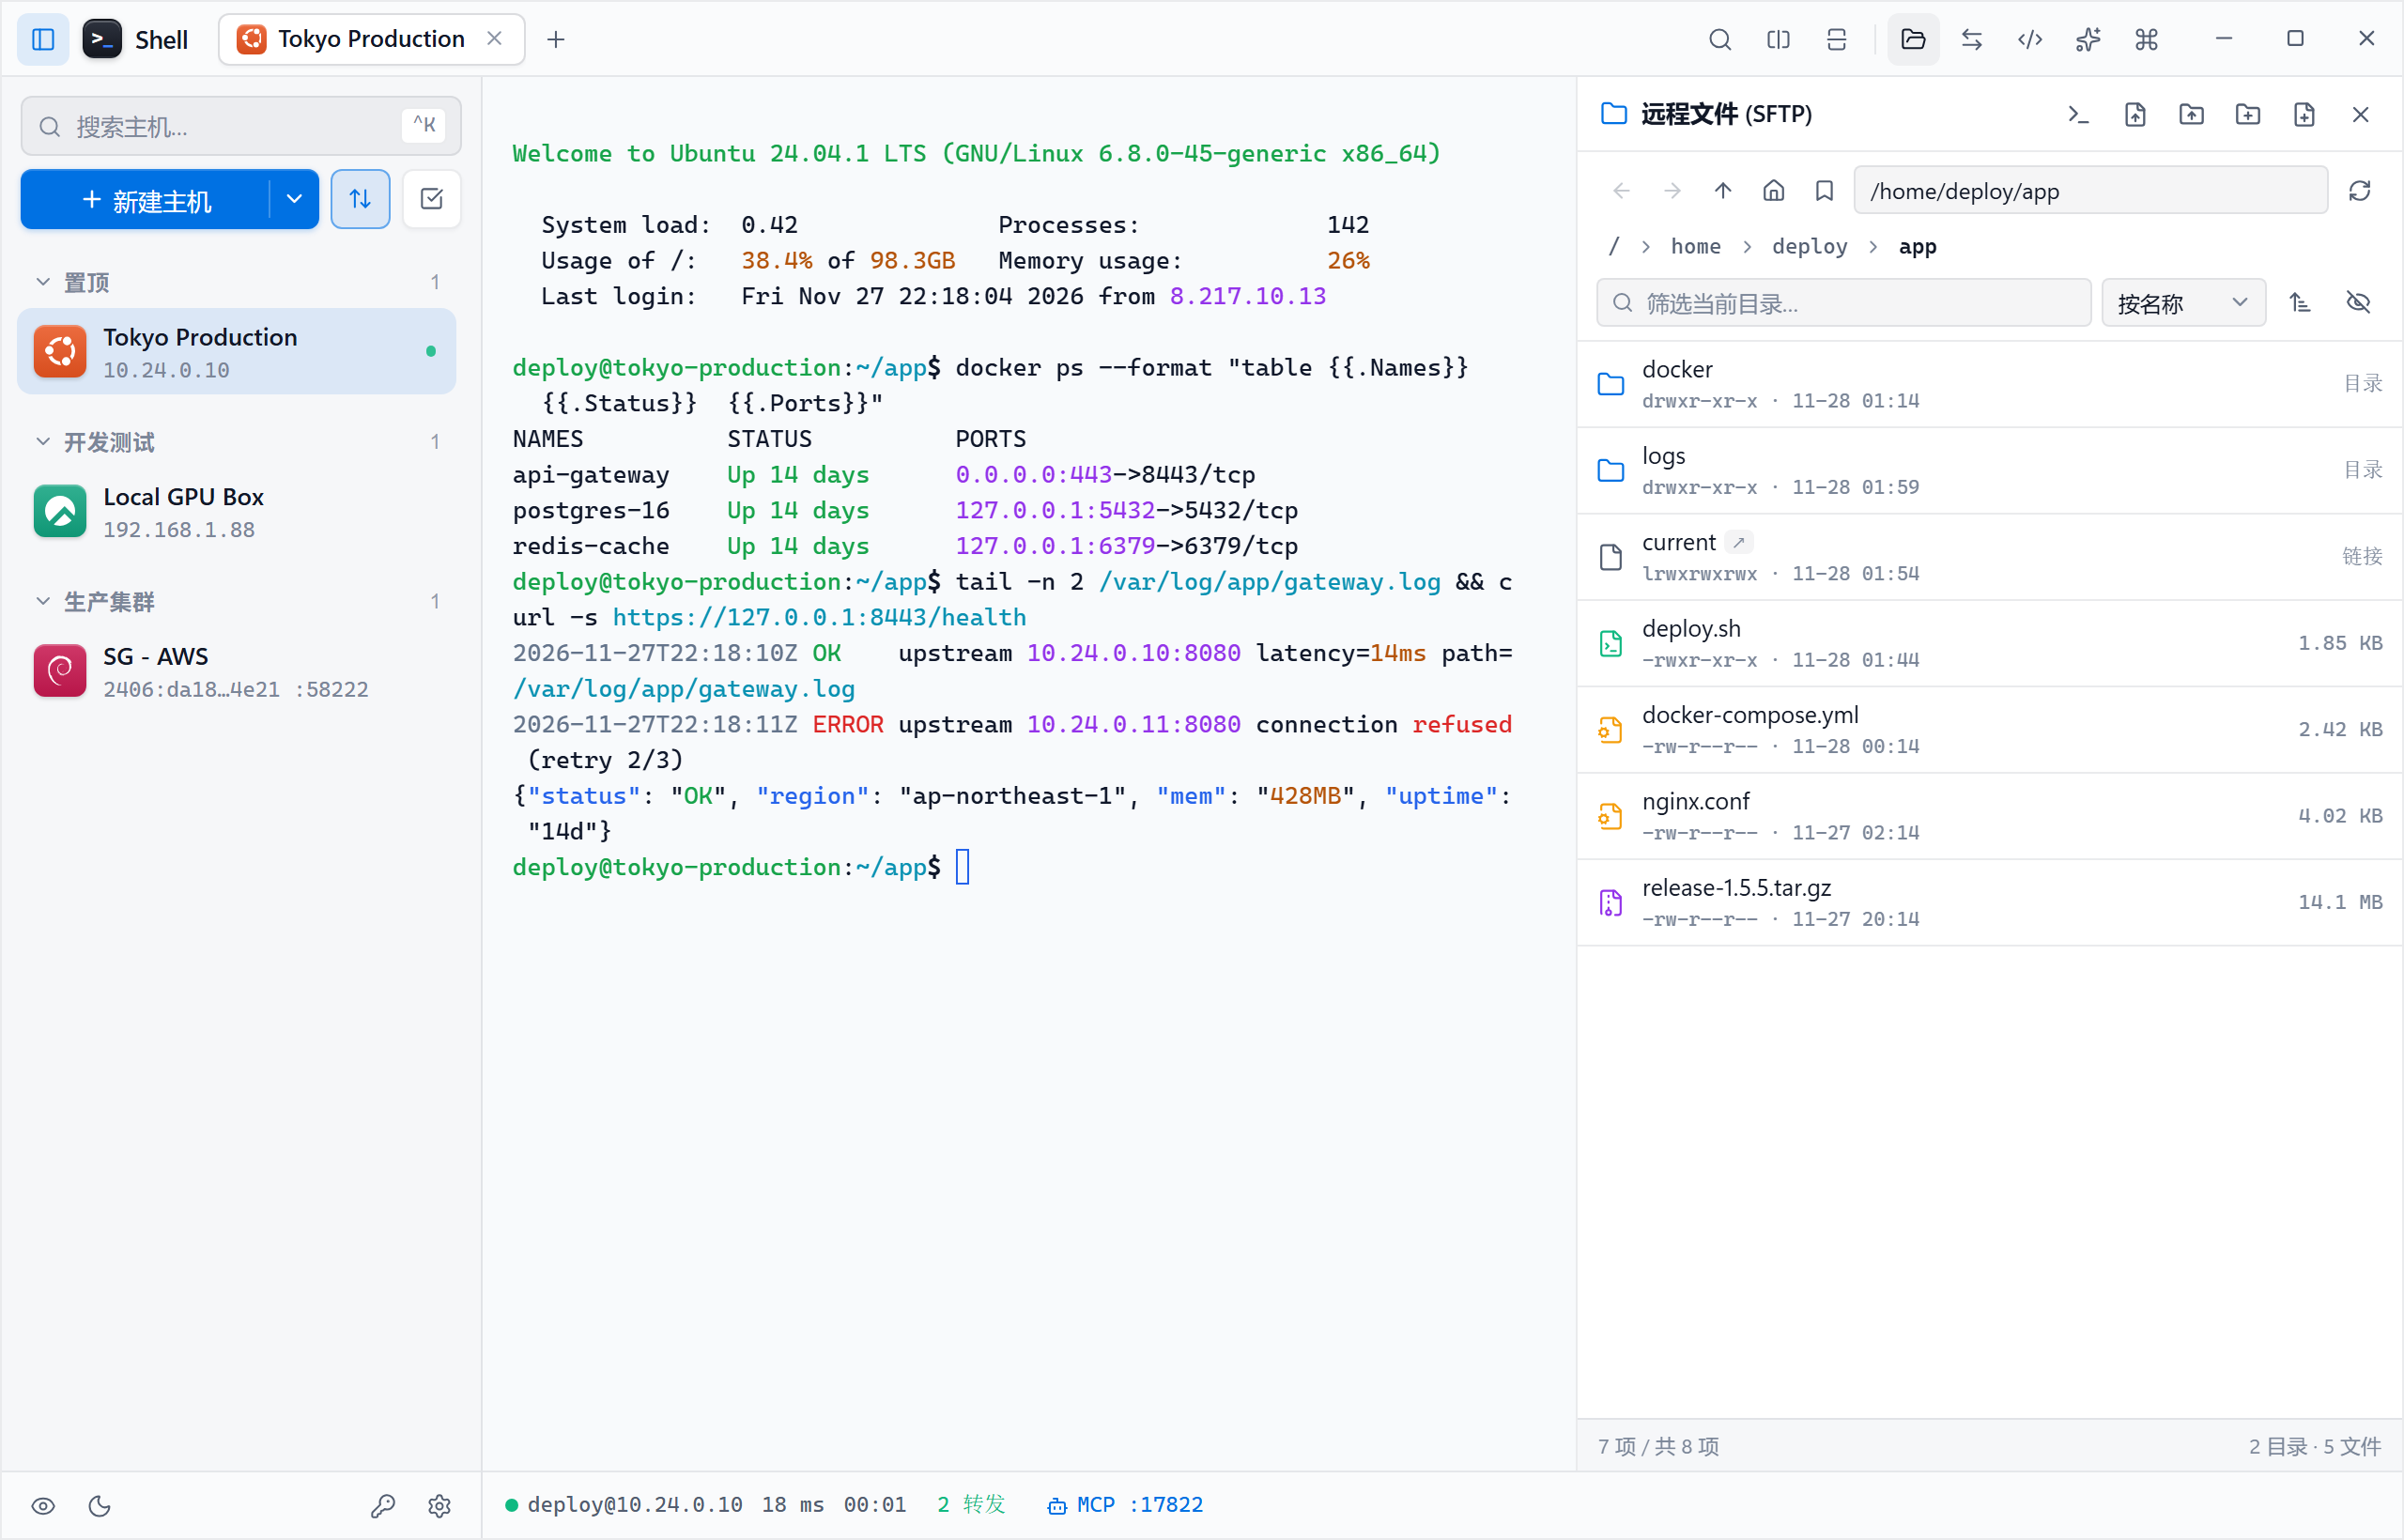 Shell
Tokyo Production
搜索主机...
^K
新建主机
置顶 1
Tokyo Production
10.24.0.10
开发测试 1
Local GPU Box
192.168.1.88
生产集群 1
SG - AWS
2406:da18…4e21 :58222
Welcome to Ubuntu 24.04.1 LTS (GNU/Linux 6.8.0-45-generic x86_64)
System load: 0.42 Processes: 142
Usage of /: 38.4% of 98.3GB Memory usage: 26%
Last login: Fri Nov 27 22:18:04 2026 from 8.217.10.13
deploy@tokyo-production:~/app$ docker ps --format "table {{.Names}}
{{.Status}} {{.Ports}}"
NAMES STATUS PORTS
api-gateway Up 14 days 0.0.0.0:443->8443/tcp
postgres-16 Up 14 days 127.0.0.1:5432->5432/tcp
redis-cache Up 14 days 127.0.0.1:6379->6379/tcp
deploy@tokyo-production:~/app$ tail -n 2 /var/log/app/gateway.log && c
url -s https://127.0.0.1:8443/health
2026-11-27T22:18:10Z OK upstream 10.24.0.10:8080 latency=14ms path=
/var/log/app/gateway.log
2026-11-27T22:18:11Z ERROR upstream 10.24.0.11:8080 connection refused
(retry 2/3)
{"status": "OK", "region": "ap-northeast-1", "mem": "428MB", "uptime":
"14d"}
deploy@tokyo-production:~/app$
远程文件 (SFTP)
/home/deploy/app
/ > home > deploy > app
筛选当前目录...
按名称
docker
drwxr-xr-x · 11-28 01:14
目录
logs
drwxr-xr-x · 11-28 01:59
目录
current ↗
lrwxrwxrwx · 11-28 01:54
链接
deploy.sh
-rwxr-xr-x · 11-28 01:44
1.85 KB
docker-compose.yml
-rw-r--r-- · 11-28 00:14
2.42 KB
nginx.conf
-rw-r--r-- · 11-27 02:14
4.02 KB
release-1.5.5.tar.gz
-rw-r--r-- · 11-27 20:14
14.1 MB
7 项 / 共 8 项
2 目录 · 5 文件
deploy@10.24.0.10 18 ms 00:01 2 转发 MCP :17822